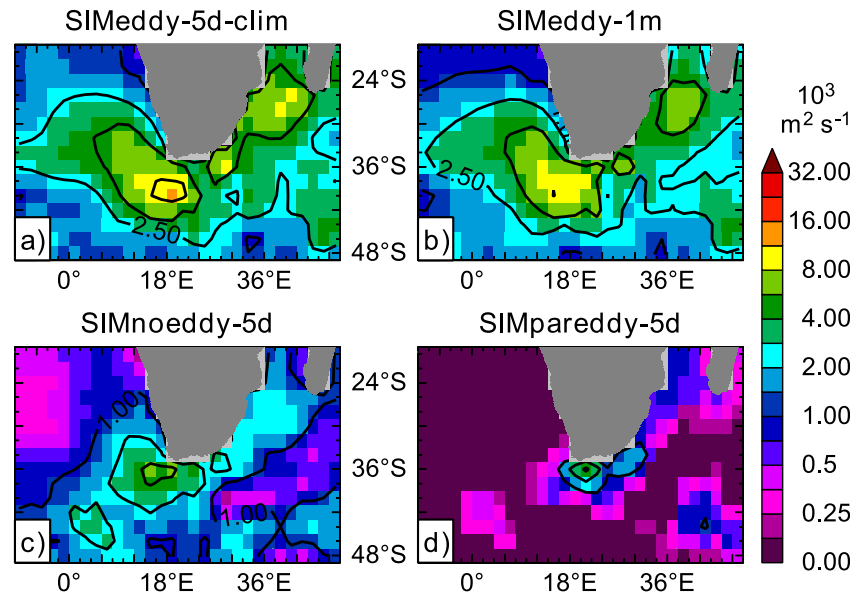 SIMeddy-5d-clim
SIMeddy-1m
24°S
36°S
48°S
2.50
2.50
a)
b)
0°
18°E
36°E
0°
18°E
36°E
10³
m² s⁻¹
32.00
16.00
8.00
4.00
2.00
1.00
0.5
0.25
0.00
SIMnoeddy-5d
SIMpareddy-5d
24°S
36°S
48°S
1.00
1.00
c)
d)
0°
18°E
36°E
0°
18°E
36°E